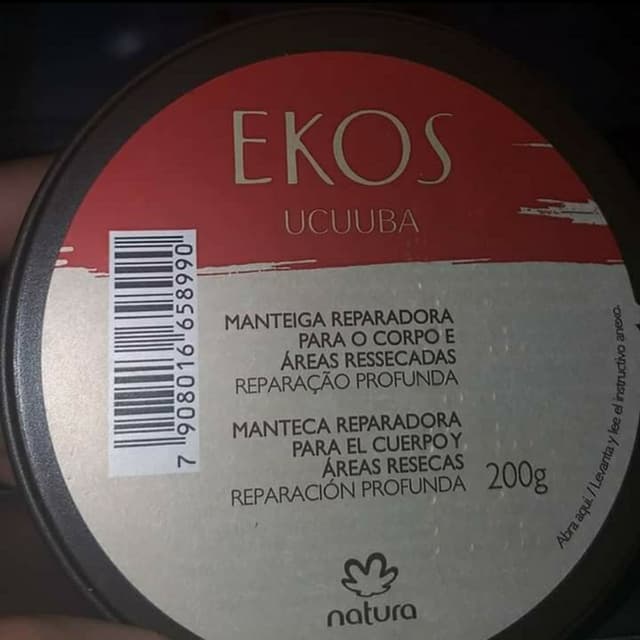 EKOS
UCUUBA
7 908016 658990
MANTEIGA REPARADORA
PARA O CORPO E
ÁREAS RESSECADAS
REPARAÇÃO PROFUNDA
MANTECA REPARADORA
PARA EL CUERPO Y
ÁREAS RESECAS
REPARACIÓN PROFUNDA
200g
Abra aqui / Levanta y lee el instructivo anexo.
natura